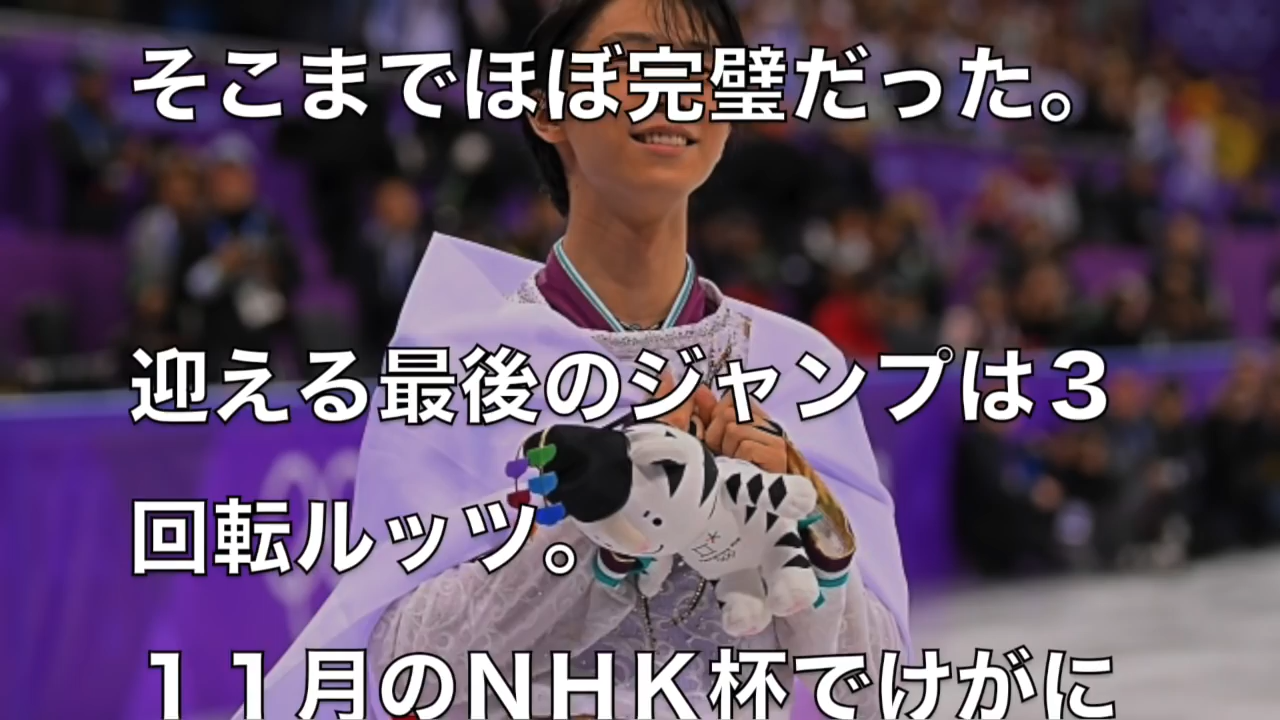 そこまでほぼ完璧だった。
迎える最後のジャンプは３
回転ルッツ。
１１月のＮＨＫ杯でけがに